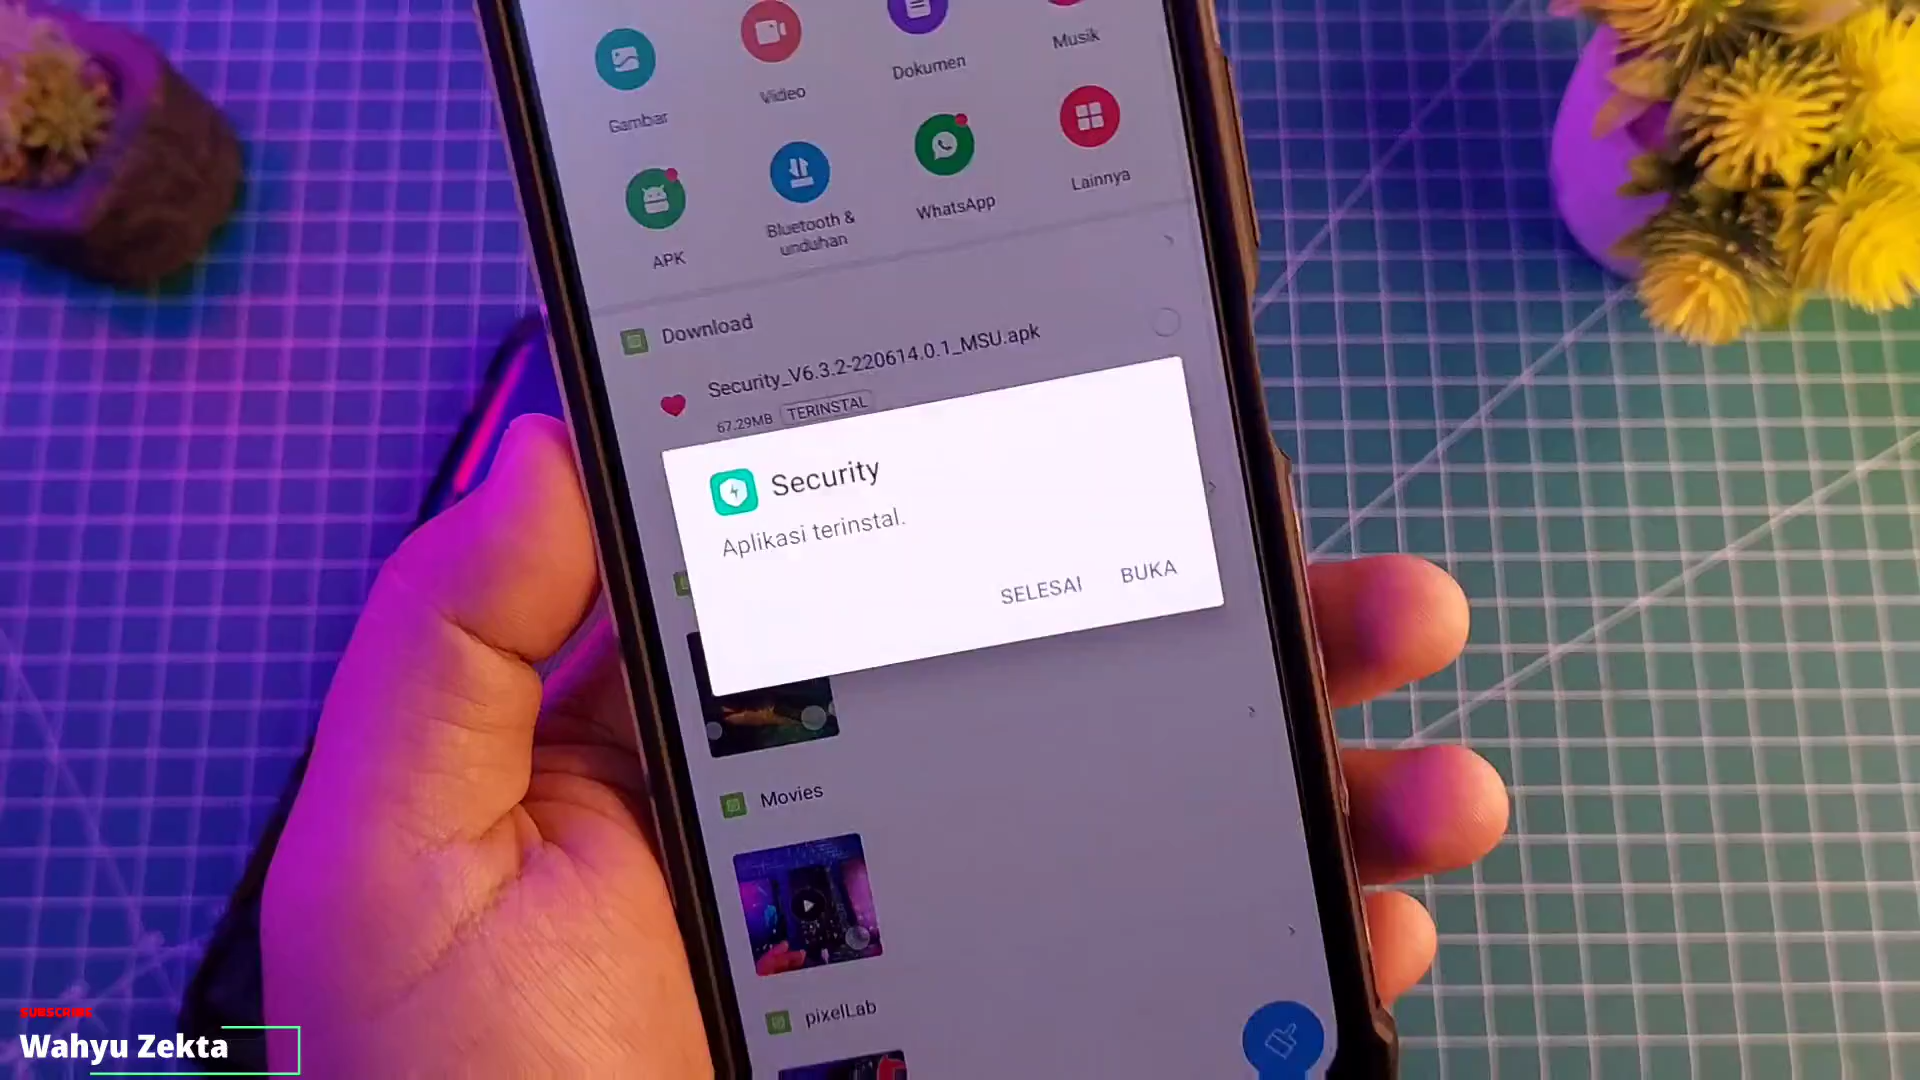 Gambar
Video
Dokumen
Musik
APK
Bluetooth &
unduhan
WhatsApp
Lainnya
Download
Security_V6.3.2-220614.0.1_MSU.apk
67.29MB TERINSTAL
Security
Aplikasi terinstal.
SELESAI BUKA
Movies
pixelLab
SUBSCRIBE
Wahyu Zekta